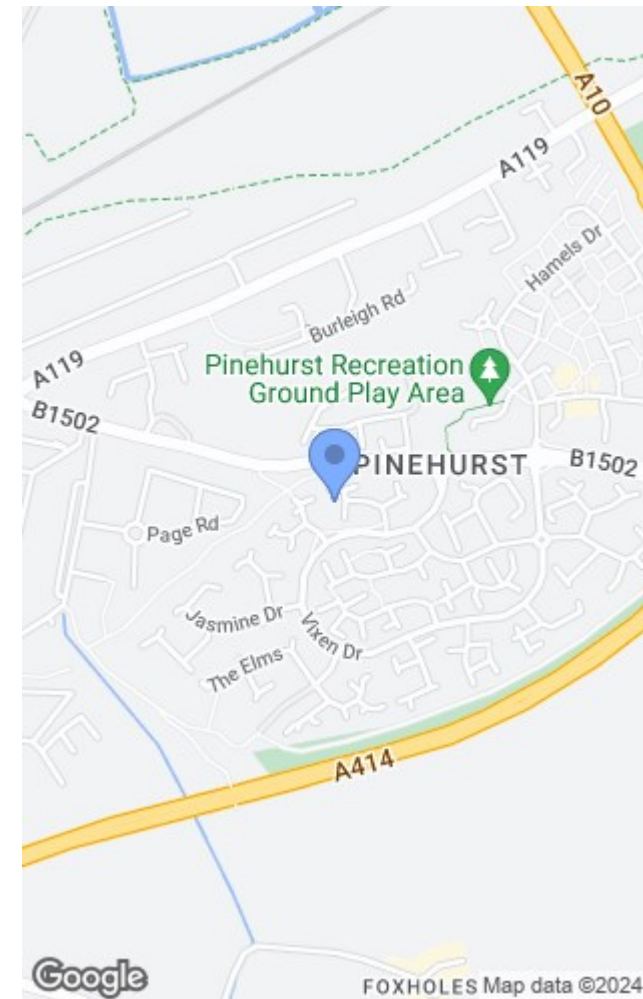 A10
A119
Hamels Dr
Burleigh Rd
A119
Pinehurst Recreation
Ground Play Area
B1502
PINEHURST
B1502
Page Rd
Jasmine Dr
Vixen Dr
The Elms
A414
Google
FOXHOLES
Map data ©2024